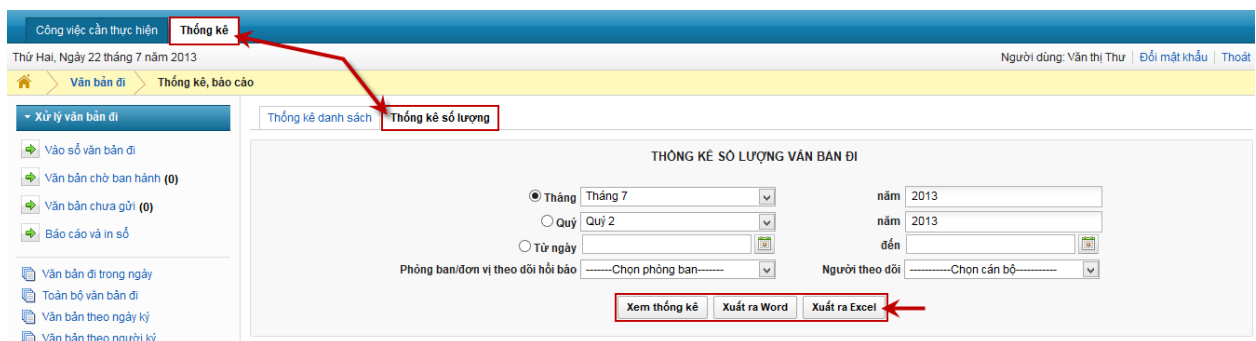 Công việc cần thực hiện Thống kê
Thứ Hai, Ngày 22 tháng 7 năm 2013 Người dùng: Văn thị Thư | Đổi mật khẩu | Thoát
Văn bản đi Thống kê, báo cáo
Xử lý văn bản đi
Vào sổ văn bản đi
Văn bản chờ ban hành (0)
Văn bản chưa gửi (0)
Báo cáo và in sổ
Văn bản đi trong ngày
Toàn bộ văn bản đi
Văn bản theo ngày ký
Văn bản theo người ký
Thống kê danh sách Thống kê số lượng
THỐNG KÊ SỐ LƯỢNG VĂN BẢN ĐI
Tháng Tháng 7 năm 2013
Quý Quý 2 năm 2013
Từ ngày đến
Phòng ban/đơn vị theo dõi hồi báo -------Chọn phòng ban------- Người theo dõi -----------Chọn cán bộ-----------
Xem thống kê Xuất ra Word Xuất ra Excel